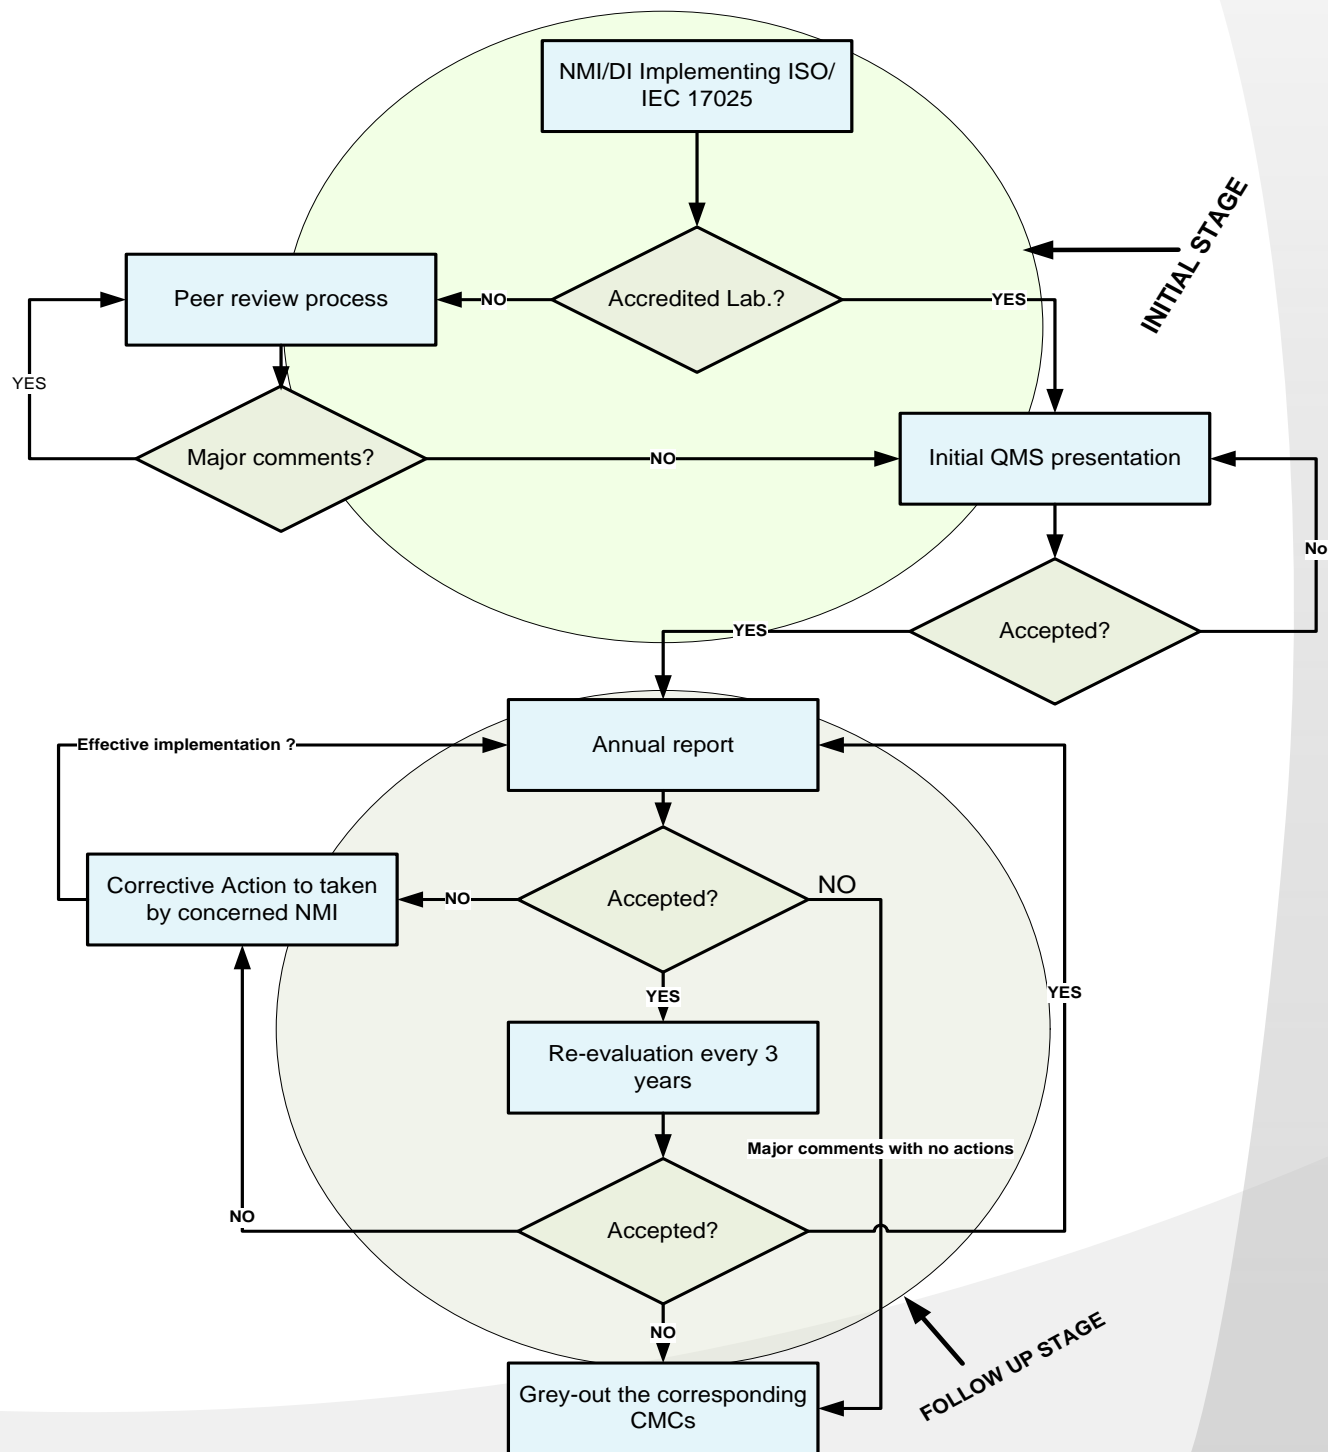 NMI/DI Implementing ISO/
IEC 17025
INITIAL STAGE
Peer review process
NO
Accredited Lab.?
YES
YES
Major comments?
NO
Initial QMS presentation
No
YES
Accepted?
Annual report
Effective implementation ?
Corrective Action to taken
by concerned NMI
NO
Accepted?
NO
YES
YES
Re-evaluation every 3
years
Major comments with no actions
NO
Accepted?
NO
FOLLOW UP STAGE
Grey-out the corresponding
CMCs